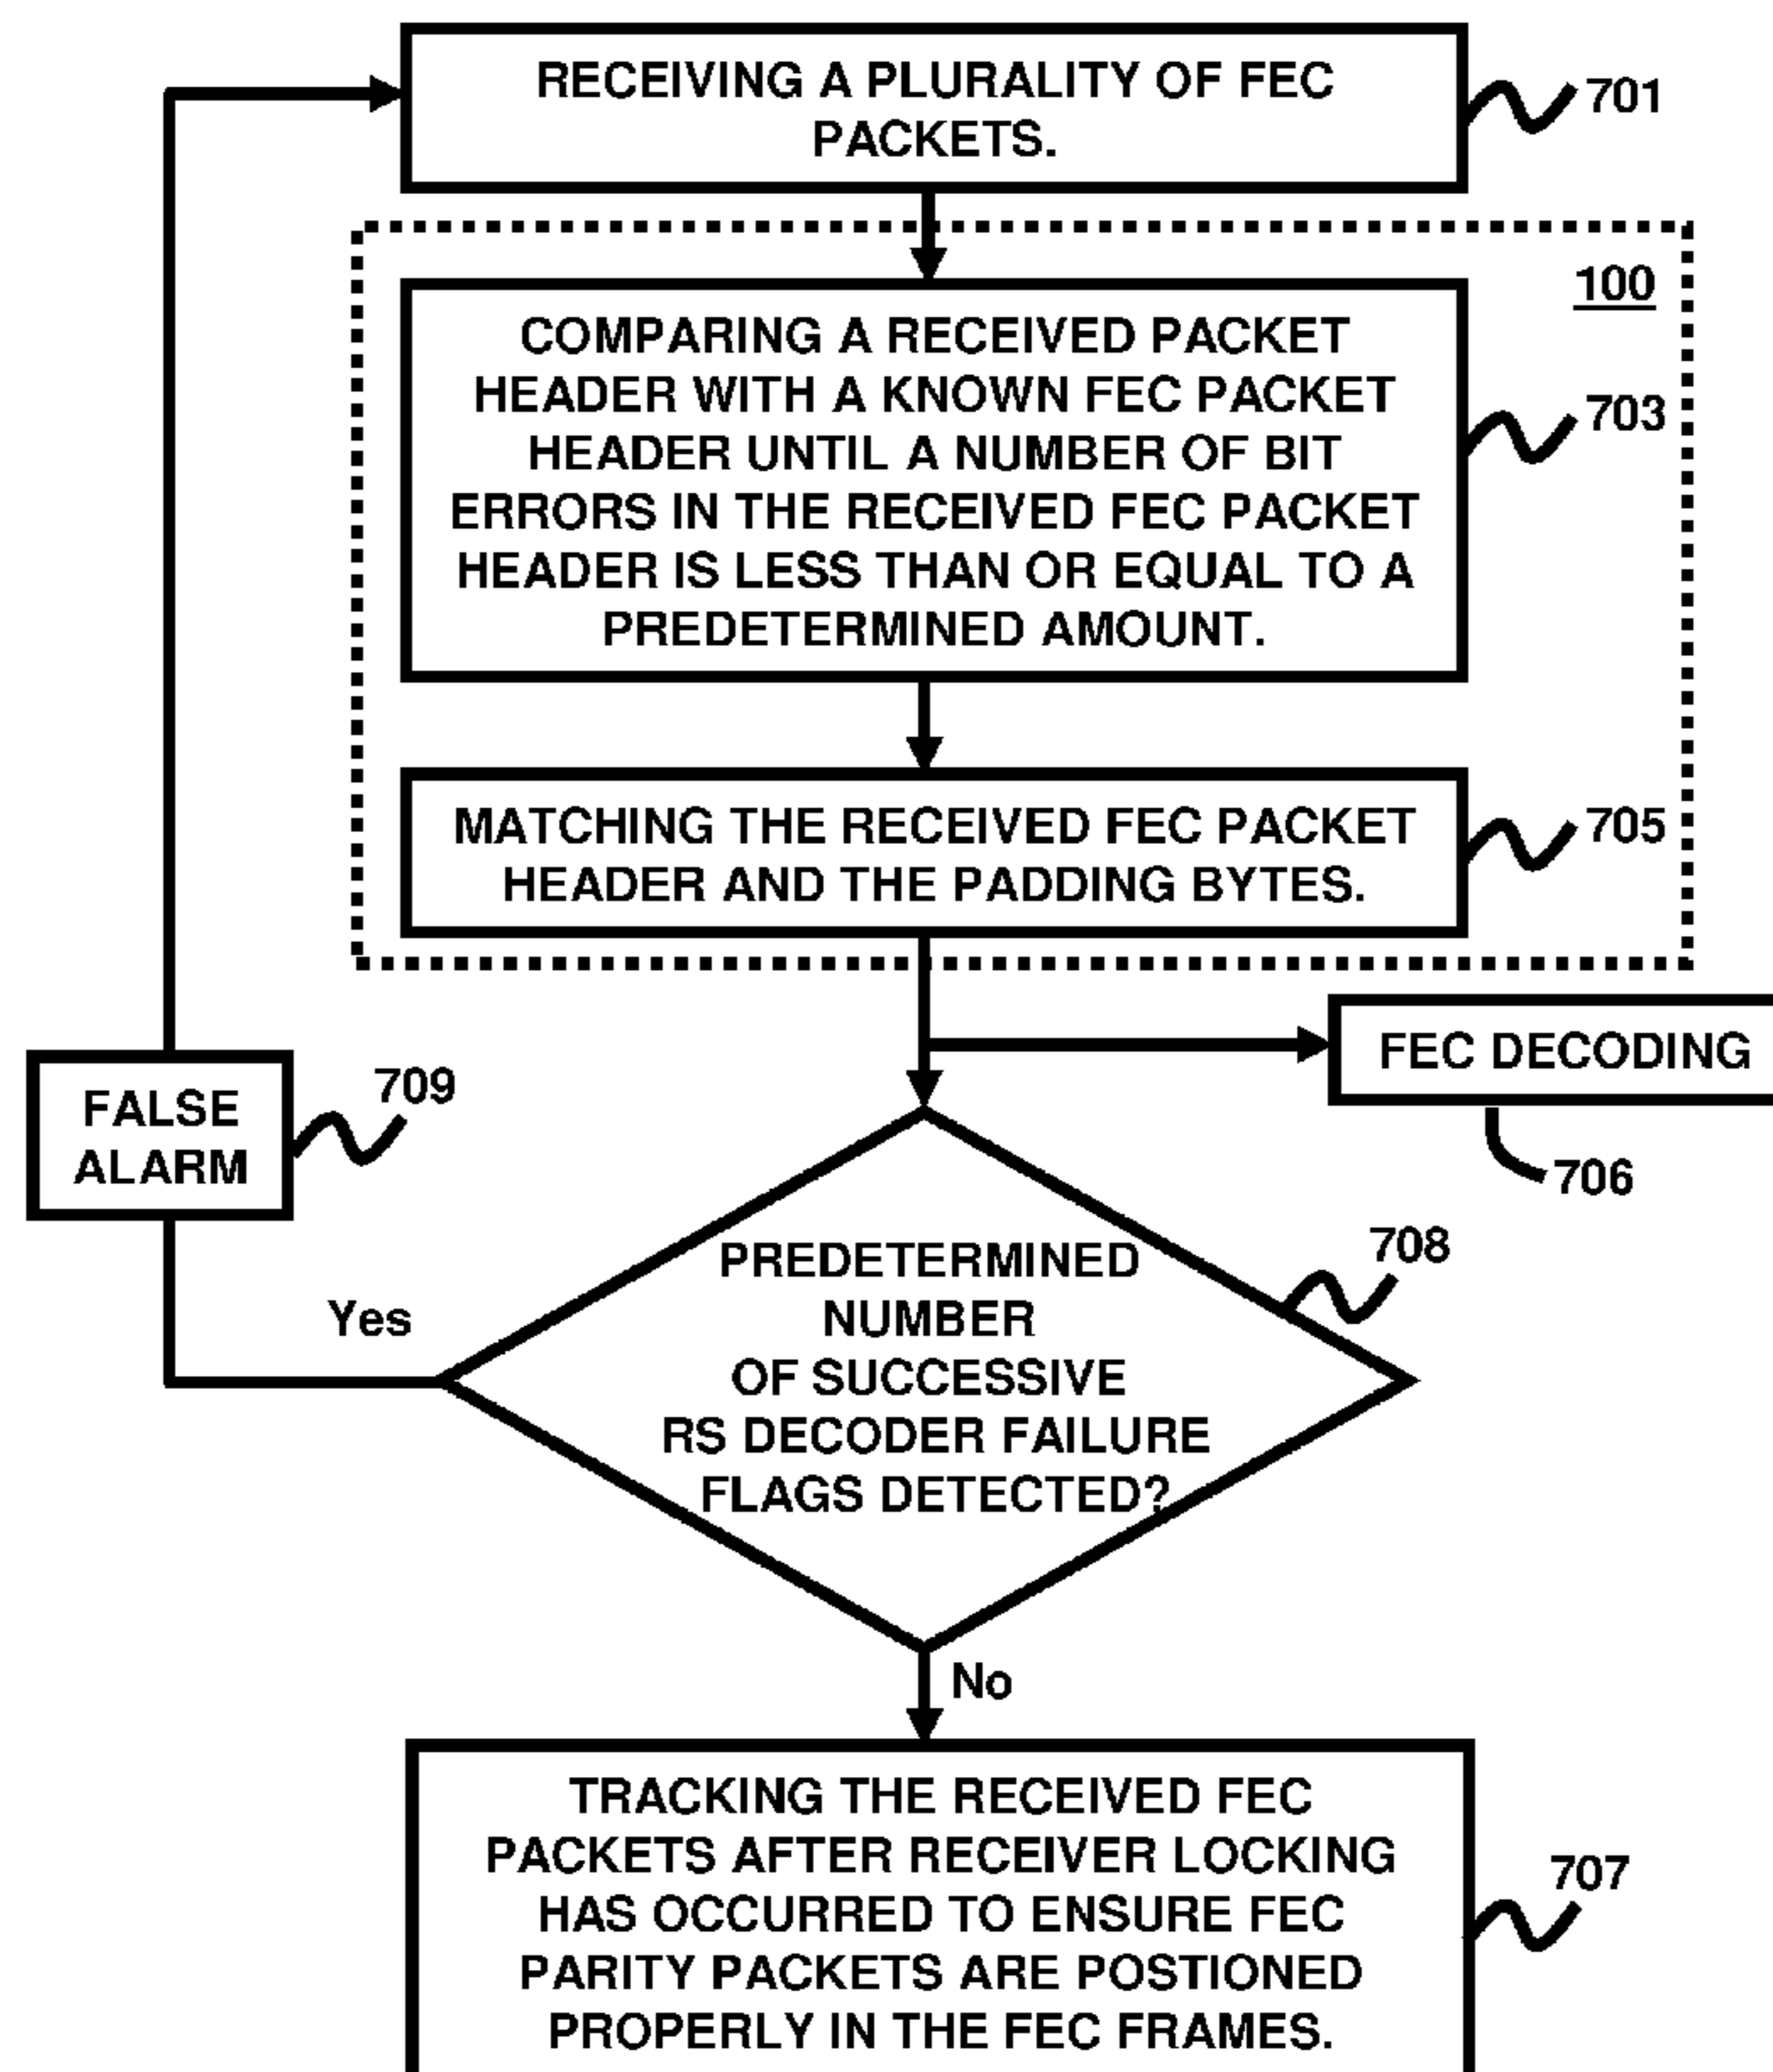 RECEIVING A PLURALITY OF FEC
PACKETS.
701
100
COMPARING A RECEIVED PACKET
HEADER WITH A KNOWN FEC PACKET
HEADER UNTIL A NUMBER OF BIT
ERRORS IN THE RECEIVED FEC PACKET
HEADER IS LESS THAN OR EQUAL TO A
PREDETERMINED AMOUNT.
703
MATCHING THE RECEIVED FEC PACKET
HEADER AND THE PADDING BYTES.
705
FEC DECODING
706
FALSE
ALARM
709
PREDETERMINED
NUMBER
OF SUCCESSIVE
RS DECODER FAILURE
FLAGS DETECTED?
708
Yes
No
TRACKING THE RECEIVED FEC
PACKETS AFTER RECEIVER LOCKING
HAS OCCURRED TO ENSURE FEC
PARITY PACKETS ARE POSTIONED
PROPERLY IN THE FEC FRAMES.
707